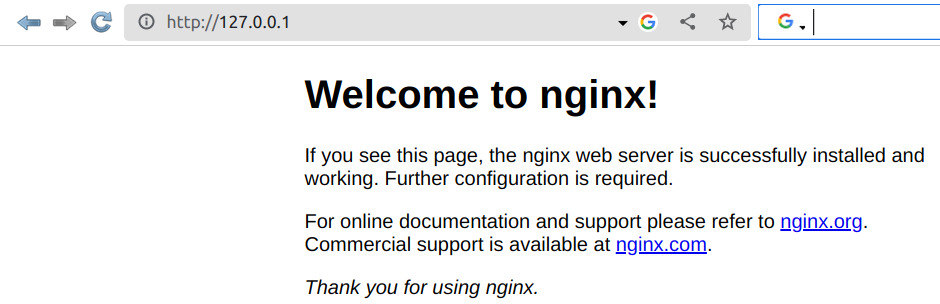 http://127.0.0.1
Welcome to nginx!
If you see this page, the nginx web server is successfully installed and
working. Further configuration is required.
For online documentation and support please refer to nginx.org.
Commercial support is available at nginx.com.
Thank you for using nginx.